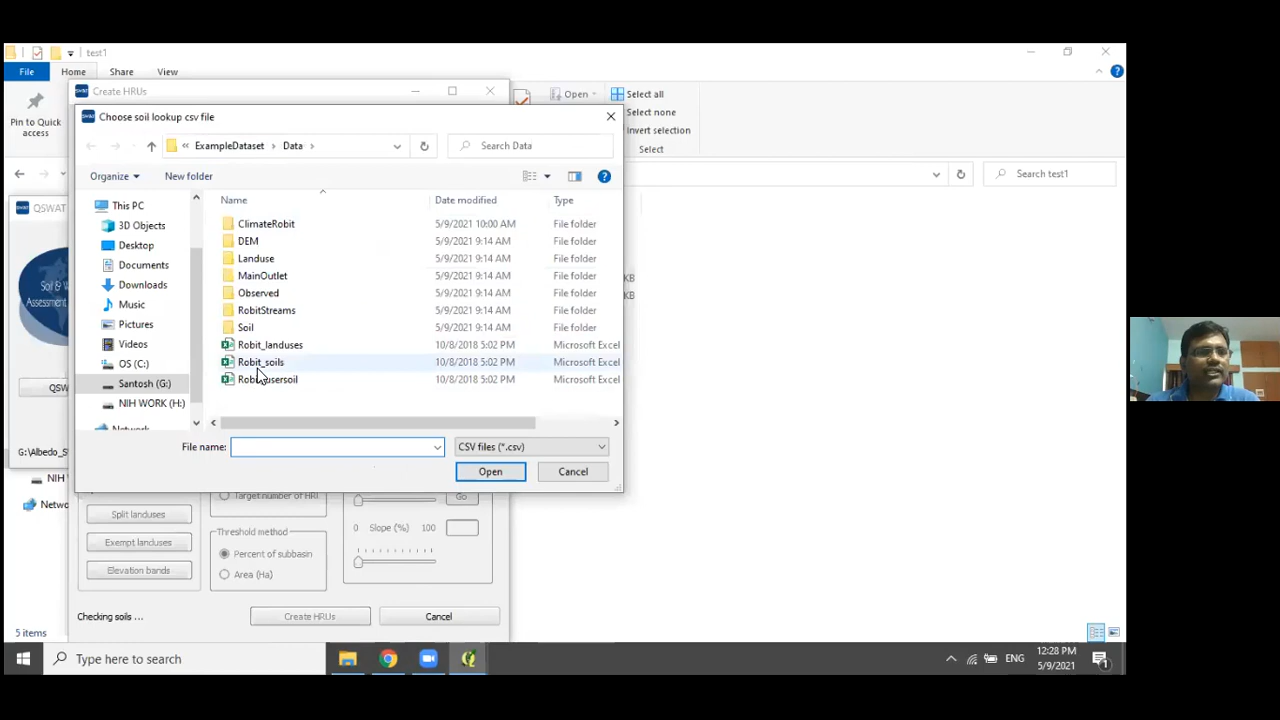 test1
File
Home
Share
View
Pin to Quick
access
Create HRUs
Open
Select all
Select none
Invert selection
Select
Search test1
Choose soil lookup csv file
« ExampleDataset > Data >
Search Data
Organize
New folder
Name
Date modified
Type
This PC
3D Objects
Desktop
Documents
Downloads
Music
Pictures
Videos
OS (C:)
Santosh (G:)
NIH WORK (H:)
Network
ClimateRobit 5/9/2021 10:00 AM File folder
DEM 5/9/2021 9:14 AM File folder
Landuse 5/9/2021 9:14 AM File folder
MainOutlet 5/9/2021 9:14 AM File folder
Observed 5/9/2021 9:14 AM File folder
RobitStreams 5/9/2021 9:14 AM File folder
Soil 5/9/2021 9:14 AM File folder
Robit_landuses 10/8/2018 5:02 PM Microsoft Excel
Robit_soils 10/8/2018 5:02 PM Microsoft Excel
10/8/2018 5:02 PM Microsoft Excel
File name:
CSV files (*.csv)
Open
Cancel
QSWAT
Soil & W
Assessment
QSW
G:\Albedo_S
KB
KB
NIH
Netwo
Target number of HRU
Go
Split landuses
Exempt landuses
Elevation bands
Threshold method
Percent of subbasin
Area (Ha)
0 Slope (%) 100
Checking soils ...
Create HRUs
Cancel
5 items
Type here to search
ENG
12:28 PM
5/9/2021
1